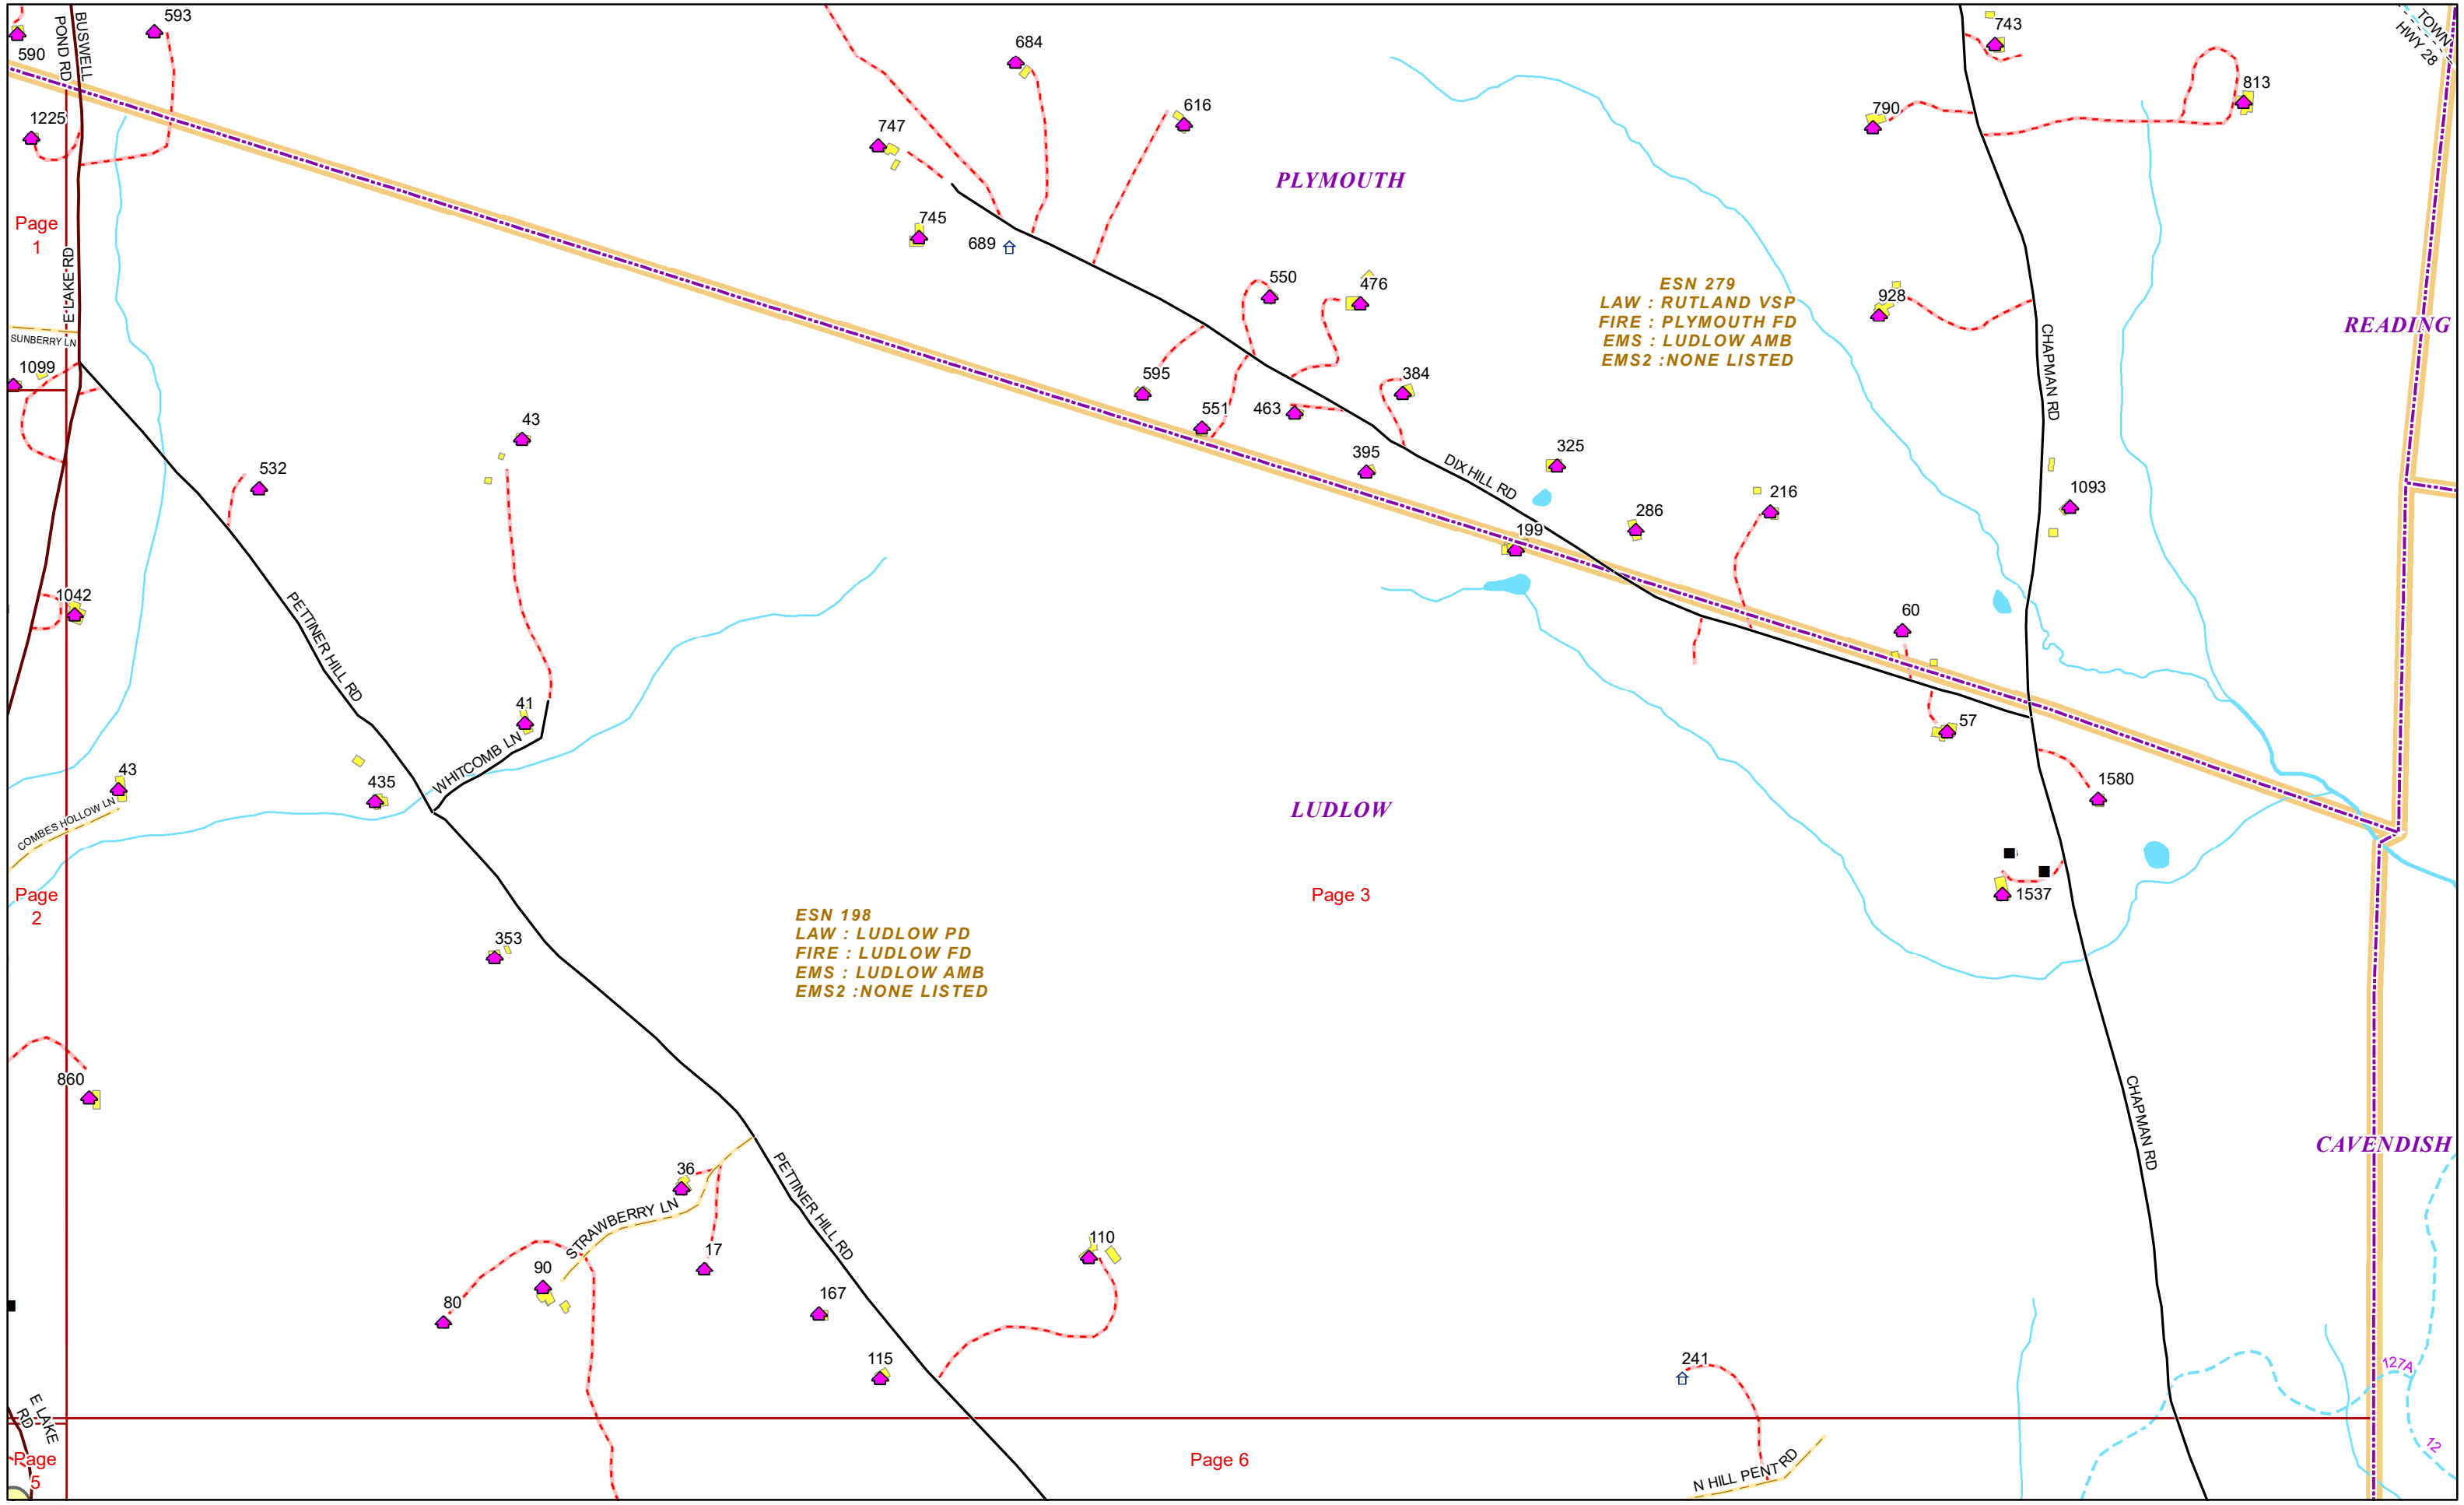 590
593
BUSWELL
POND RD
684
743
TOWN
HWY 28
813
1225
747
616
790
PLYMOUTH
Page
1
745
689
E LAKE RD
550
476
ESN 279
LAW : RUTLAND VSP
FIRE : PLYMOUTH FD
EMS : LUDLOW AMB
EMS2 :NONE LISTED
928
READING
SUNBERRY LN
1099
CHAPMAN RD
595
384
551
463
43
532
395
DIX HILL RD
325
216
1093
286
199
1042
PETTINER HILL RD
60
41
57
WHITCOMB LN
43
435
1580
COMBES HOLLOW LN
LUDLOW
Page
2
Page 3
1537
ESN 198
LAW : LUDLOW PD
FIRE : LUDLOW FD
EMS : LUDLOW AMB
EMS2 :NONE LISTED
353
860
CHAPMAN RD
CAVENDISH
36
PETTINER HILL RD
STRAWBERRY LN
17
110
90
80
167
115
241
127A
E LAKE
RD
Page
5
Page 6
N HILL PENT RD
12